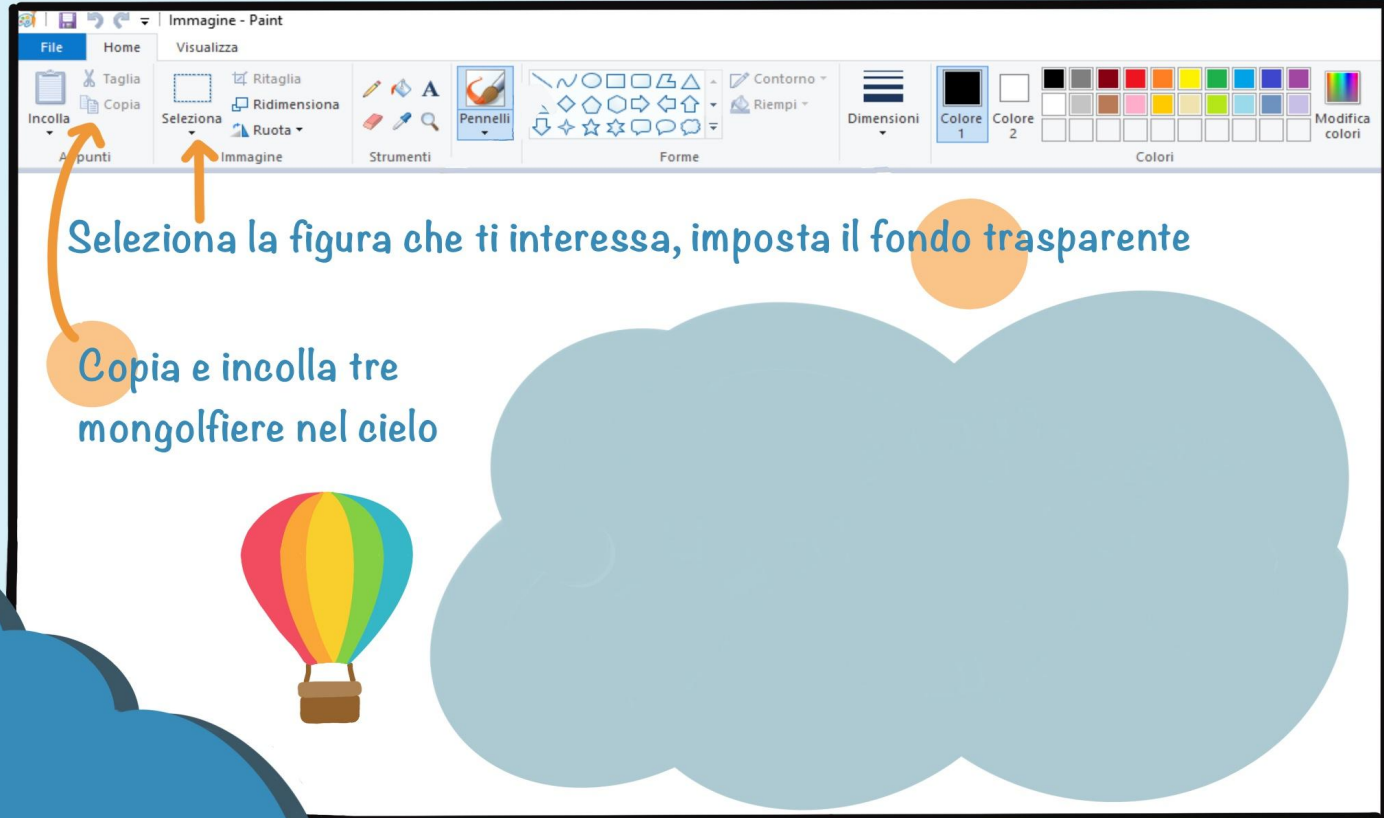 Immagine - Paint
File Home Visualizza
Incolla
Taglia
Copia
Appunti
Seleziona
Ritaglia
Ridimensiona
Ruota
Immagine
A
Strumenti
Pennelli
Forme
Contorno
Riempi
Dimensioni
Colore
1
Colore
2
Colori
Modifica
colori
Seleziona la figura che ti interessa, imposta il fondo trasparente
Copia e incolla tre
mongolfiere nel cielo